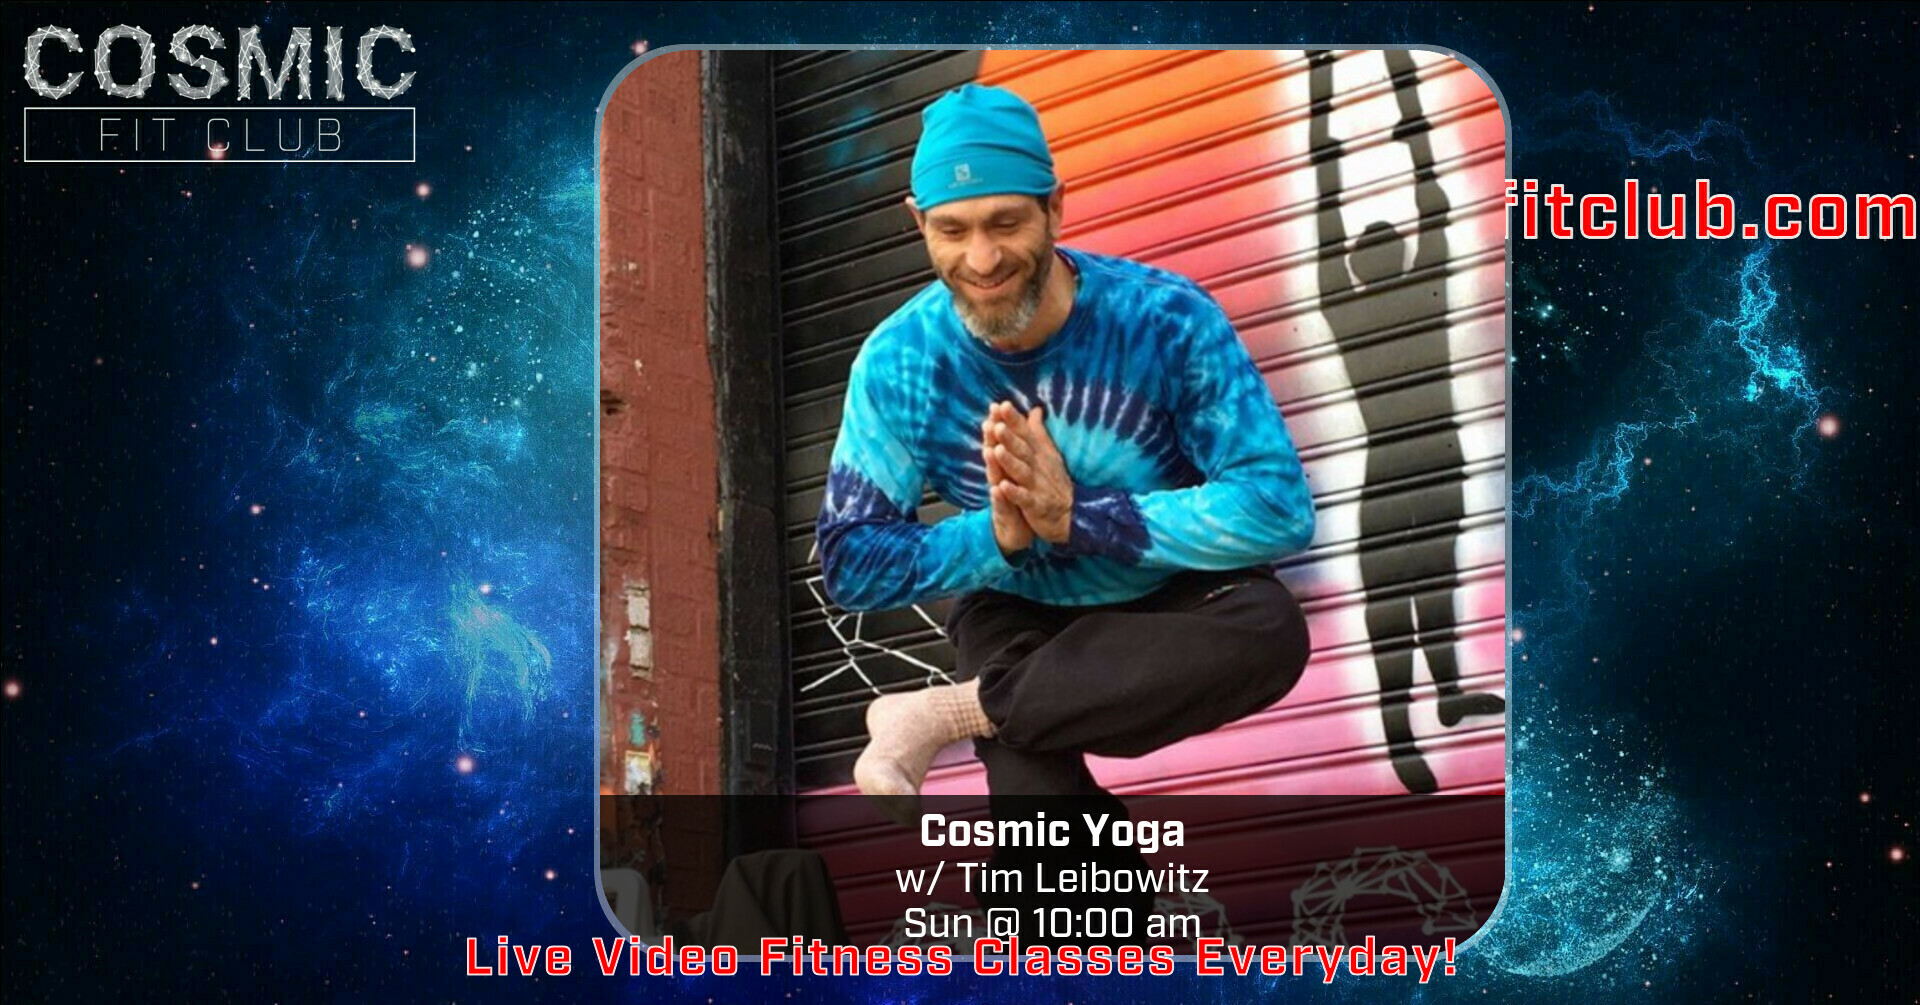 COSMIC
FIT CLUB
fitclub.com
Cosmic Yoga
w/ Tim Leibowitz
Sun @ 10:00 am
Live Video Fitness Classes Everyday!